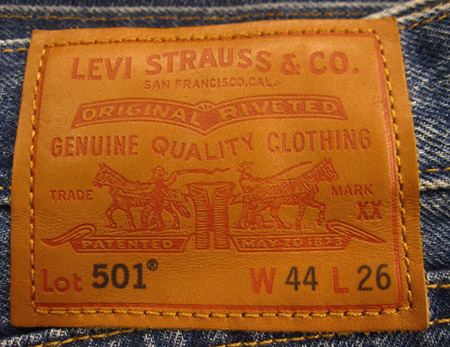 LEVI STRAUSS & CO.
SAN FRANCISCO, CAL.
ORIGINAL RIVETED
GENUINE QUALITY CLOTHING
TRADE MARK
XX
PATENTED MAY 20 1873
Lot 501® W 44 L 26